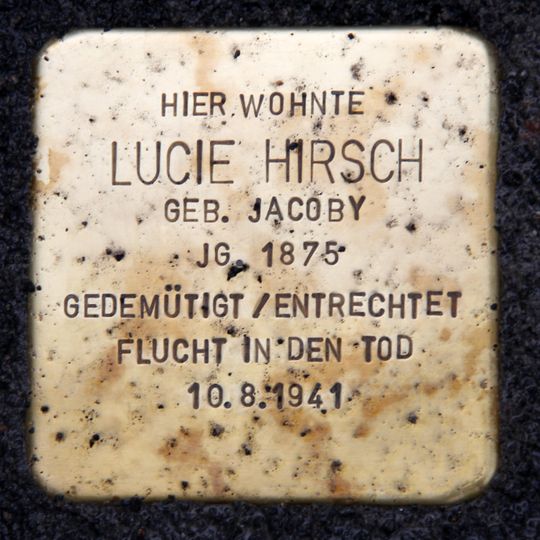 HIER WOHNTE
LUCIE HIRSCH
GEB. JACOBY
JG. 1875
GEDEMÜTIGT / ENTRECHTET
FLUCHT IN DEN TOD
10.8.1941